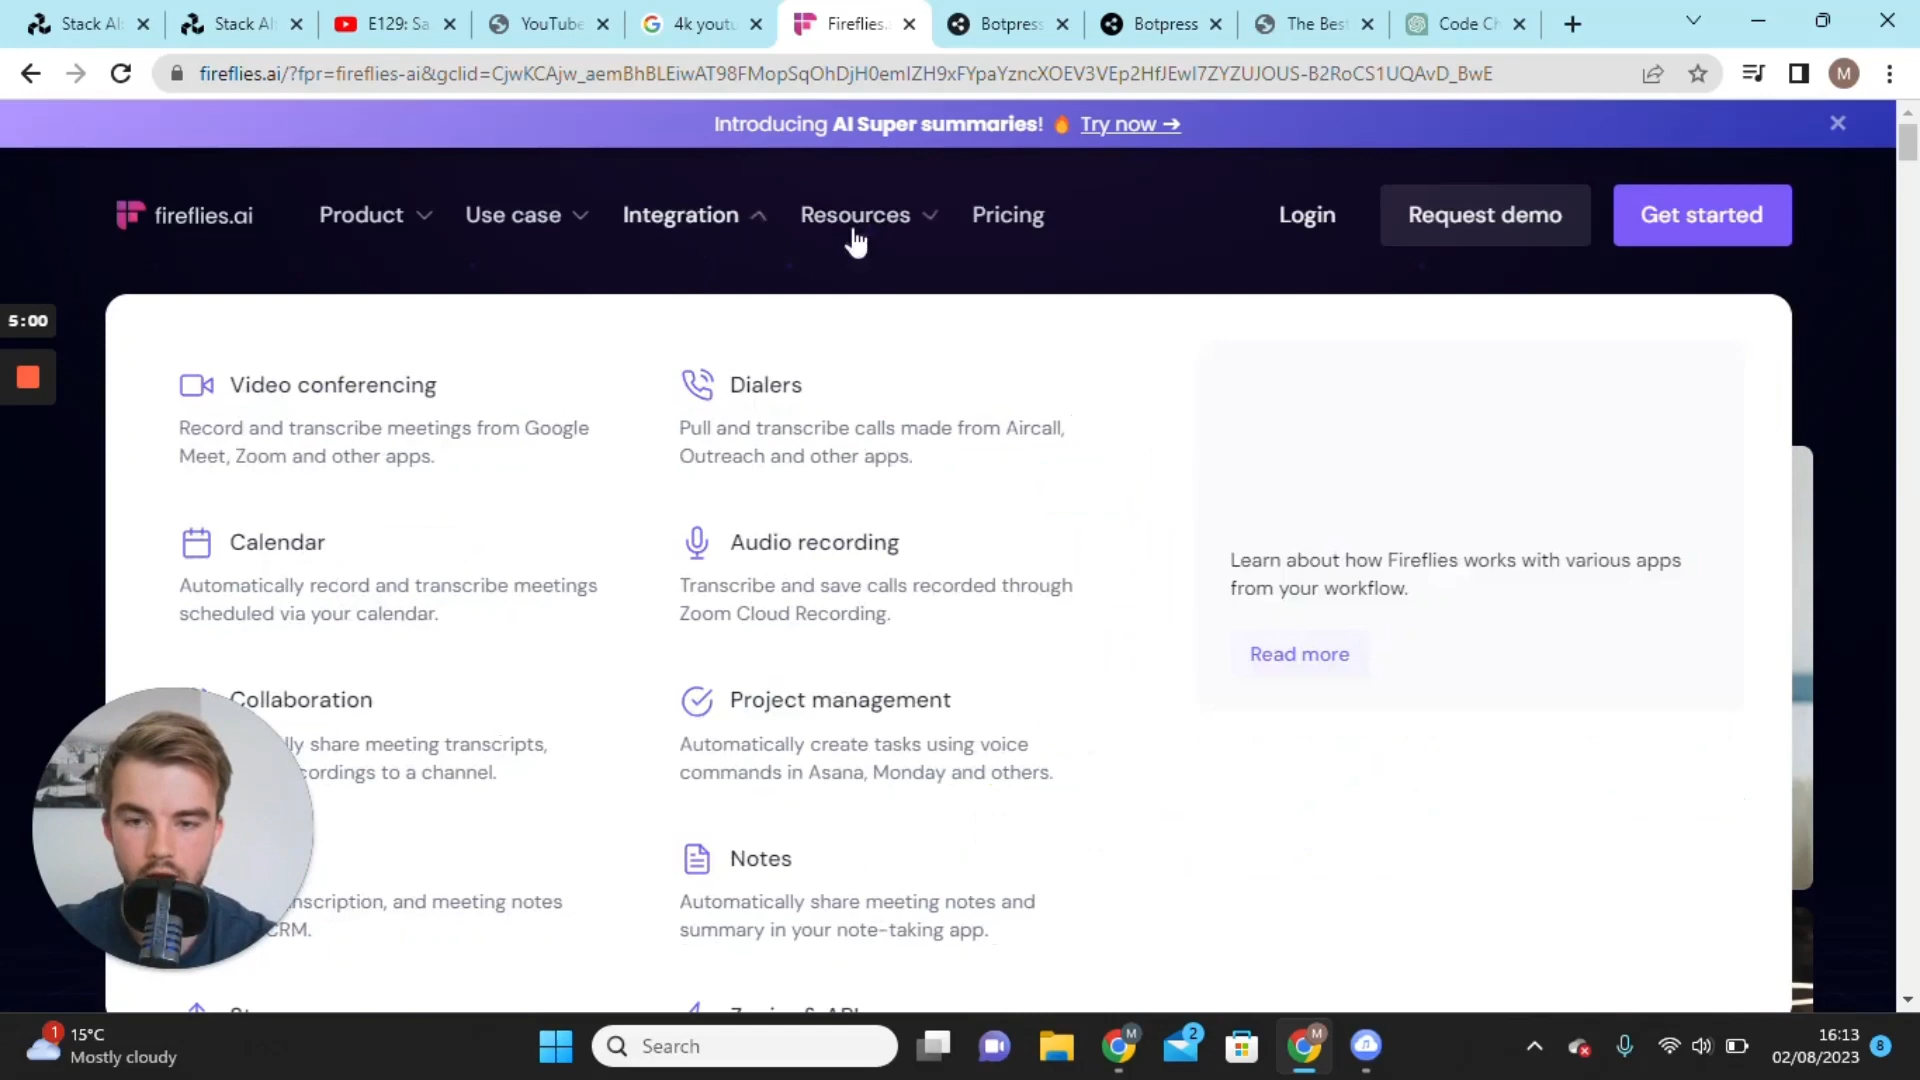 Stack AI
Stack AI
E129: Sa
YouTube
4k youtu
Fireflies.
Botpress
Botpress
The Best
Code Ch
fireflies.ai/?fpr=fireflies-ai&gclid=CjwKCAjw_aemBhBLEiwAT98FMopSqOhDjH0emIZH9xFYpaYzncXOEV3VEp2HfJEwI7ZYZUJOUS-B2RoCS1UQAvD_BwE
M
Introducing AI Super summaries! 🔥 Try now →
fireflies.ai
Product
Use case
Integration
Resources
Pricing
Login
Request demo
Get started
5:00
Video conferencing
Record and transcribe meetings from Google
Meet, Zoom and other apps.
Dialers
Pull and transcribe calls made from Aircall,
Outreach and other apps.
Calendar
Automatically record and transcribe meetings
scheduled via your calendar.
Audio recording
Transcribe and save calls recorded through
Zoom Cloud Recording.
Learn about how Fireflies works with various apps
from your workflow.
Read more
Collaboration
lly share meeting transcripts,
cordings to a channel.
Project management
Automatically create tasks using voice
commands in Asana, Monday and others.
nscription, and meeting notes
CRM.
Notes
Automatically share meeting notes and
summary in your note-taking app.
1
15°C
Mostly cloudy
Search
M
2
M
16:13
02/08/2023
8